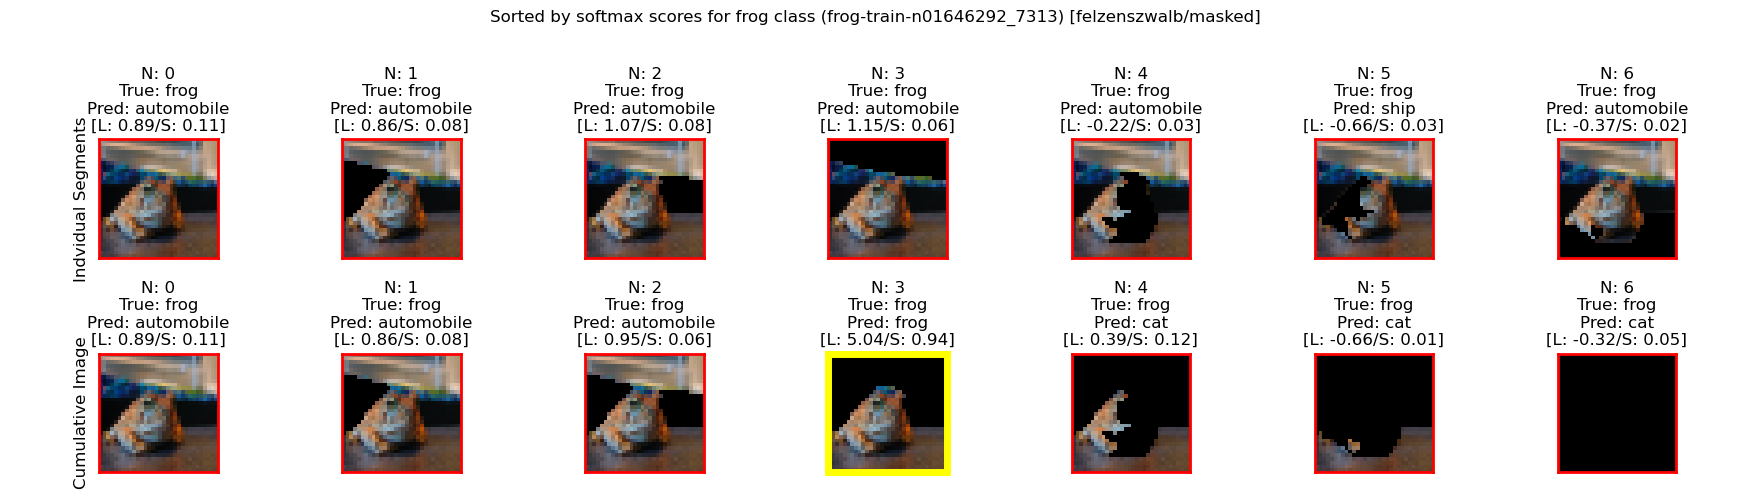 Sorted by softmax scores for frog class (frog-train-n01646292_7313) [felzenszwalb/masked]
Indvidual Segments
N: 0
True: frog
Pred: automobile
[L: 0.89/S: 0.11]
N: 1
True: frog
Pred: automobile
[L: 0.86/S: 0.08]
N: 2
True: frog
Pred: automobile
[L: 1.07/S: 0.08]
N: 3
True: frog
Pred: automobile
[L: 1.15/S: 0.06]
N: 4
True: frog
Pred: automobile
[L: -0.22/S: 0.03]
N: 5
True: frog
Pred: ship
[L: -0.66/S: 0.03]
N: 6
True: frog
Pred: automobile
[L: -0.37/S: 0.02]
Cumulative Image
N: 0
True: frog
Pred: automobile
[L: 0.89/S: 0.11]
N: 1
True: frog
Pred: automobile
[L: 0.86/S: 0.08]
N: 2
True: frog
Pred: automobile
[L: 0.95/S: 0.06]
N: 3
True: frog
Pred: frog
[L: 5.04/S: 0.94]
N: 4
True: frog
Pred: cat
[L: 0.39/S: 0.12]
N: 5
True: frog
Pred: cat
[L: -0.66/S: 0.01]
N: 6
True: frog
Pred: cat
[L: -0.32/S: 0.05]